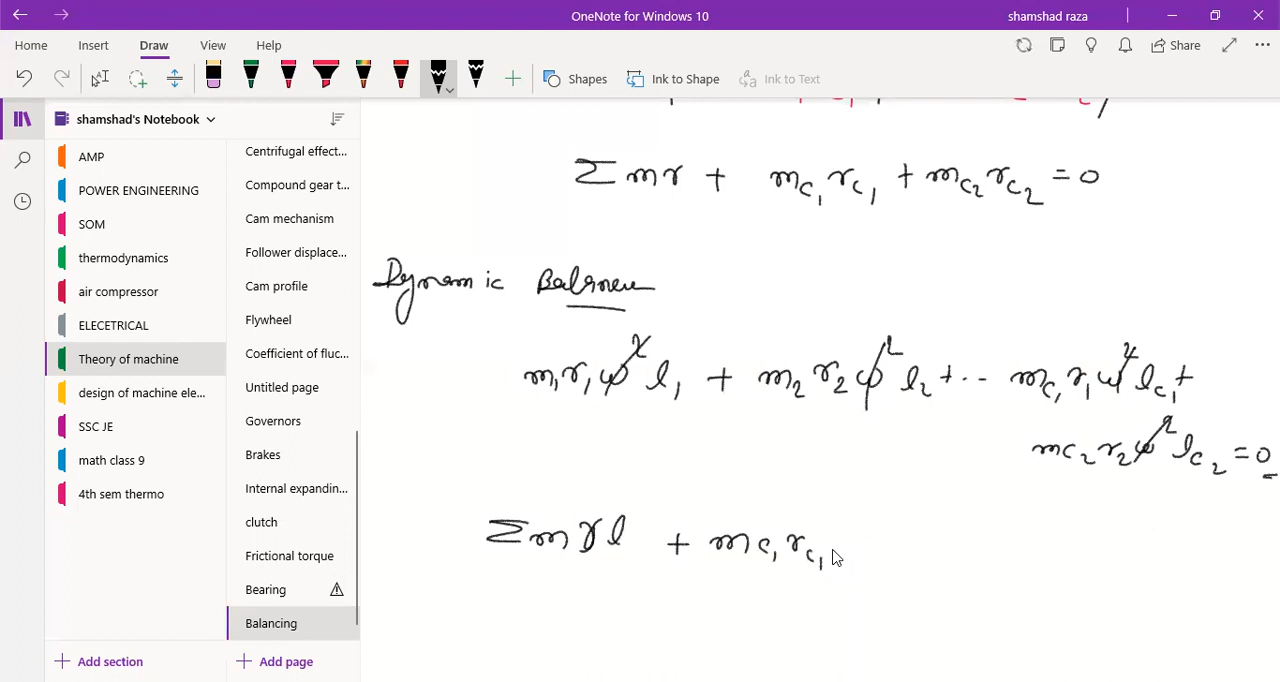 OneNote for Windows 10
shamshad raza
Home Insert Draw View Help
Share
Shapes
Ink to Shape
Ink to Text
shamshad's Notebook
AMP
POWER ENGINEERING
SOM
thermodynamics
air compressor
ELECETRICAL
Theory of machine
design of machine ele...
SSC JE
math class 9
4th sem thermo
Add section
Centrifugal effect...
Compound gear t...
Cam mechanism
Follower displace...
Cam profile
Flywheel
Coefficient of fluc...
Untitled page
Governors
Brakes
Internal expandin...
clutch
Frictional torque
Bearing
Balancing
Add page
Σmr + mc₁rc₁ + mc₂rc₂ = 0
Dynamic Balance
m₁r₁ω²l₁ + m₂r₂ω²l₂ + .. mc₁r₁ω²lc₁ +
mc₂r₂ω²lc₂ = 0
Σmrl + mc₁rc₁